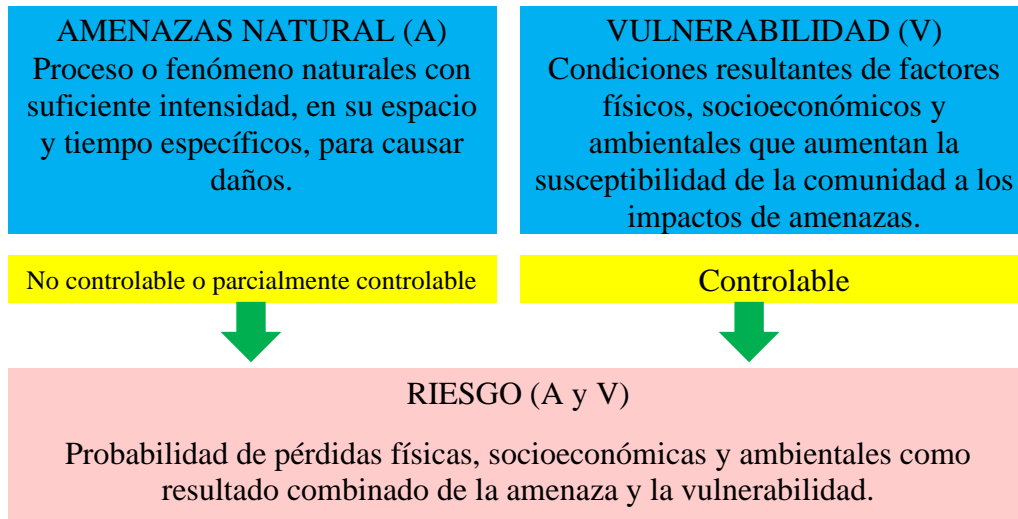 AMENAZAS NATURAL (A)
Proceso o fenómeno naturales con
suficiente intensidad, en su espacio
y tiempo específicos, para causar
daños.
VULNERABILIDAD (V)
Condiciones resultantes de factores
físicos, socioeconómicos y
ambientales que aumentan la
susceptibilidad de la comunidad a los
impactos de amenazas.
No controlable o parcialmente controlable
Controlable
RIESGO (A y V)
Probabilidad de pérdidas físicas, socioeconómicas y ambientales como
resultado combinado de la amenaza y la vulnerabilidad.